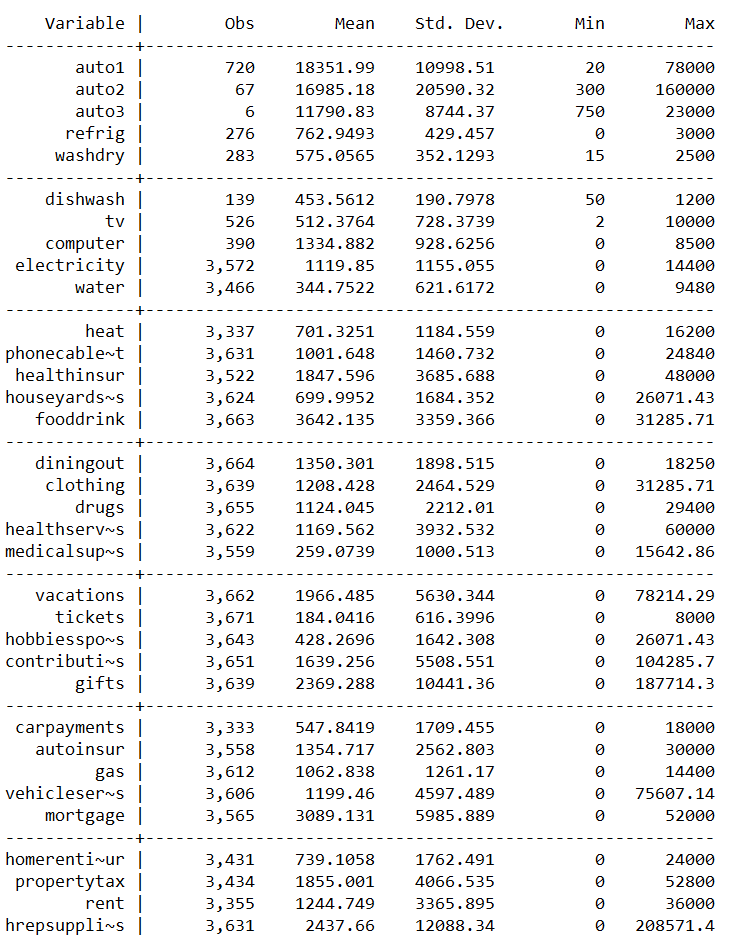 Variable | Obs Mean Std. Dev. Min Max
-------------+---------------------------------------------------------
auto1 | 720 18351.99 10998.51 20 78000
auto2 | 67 16985.18 20590.32 300 160000
auto3 | 6 11790.83 8744.37 750 23000
refrig | 276 762.9493 429.457 0 3000
washdry | 283 575.0565 352.1293 15 2500
-------------+---------------------------------------------------------
dishwash | 139 453.5612 190.7978 50 1200
tv | 526 512.3764 728.3739 2 10000
computer | 390 1334.882 928.6256 0 8500
electricity | 3,572 1119.85 1155.055 0 14400
water | 3,466 344.7522 621.6172 0 9480
-------------+---------------------------------------------------------
heat | 3,337 701.3251 1184.559 0 16200
phonecable~t | 3,631 1001.648 1460.732 0 24840
healthinsur | 3,522 1847.596 3685.688 0 48000
houseyards~s | 3,624 699.9952 1684.352 0 26071.43
fooddrink | 3,663 3642.135 3359.366 0 31285.71
-------------+---------------------------------------------------------
diningout | 3,664 1350.301 1898.515 0 18250
clothing | 3,639 1208.428 2464.529 0 31285.71
drugs | 3,655 1124.045 2212.01 0 29400
healthserv~s | 3,622 1169.562 3932.532 0 60000
medicalsup~s | 3,559 259.0739 1000.513 0 15642.86
-------------+---------------------------------------------------------
vacations | 3,662 1966.485 5630.344 0 78214.29
tickets | 3,671 184.0416 616.3996 0 8000
hobbiesspo~s | 3,643 428.2696 1642.308 0 26071.43
contributi~s | 3,651 1639.256 5508.551 0 104285.7
gifts | 3,639 2369.288 10441.36 0 187714.3
-------------+---------------------------------------------------------
carpayments | 3,333 547.8419 1709.455 0 18000
autoinsur | 3,558 1354.717 2562.803 0 30000
gas | 3,612 1062.838 1261.17 0 14400
vehicleser~s | 3,606 1199.46 4597.489 0 75607.14
mortgage | 3,565 3089.131 5985.889 0 52000
-------------+---------------------------------------------------------
homerenti~ur | 3,431 739.1058 1762.491 0 24000
propertytax | 3,434 1855.001 4066.535 0 52800
rent | 3,355 1244.749 3365.895 0 36000
hrepsuppli~s | 3,631 2437.66 12088.34 0 208571.4